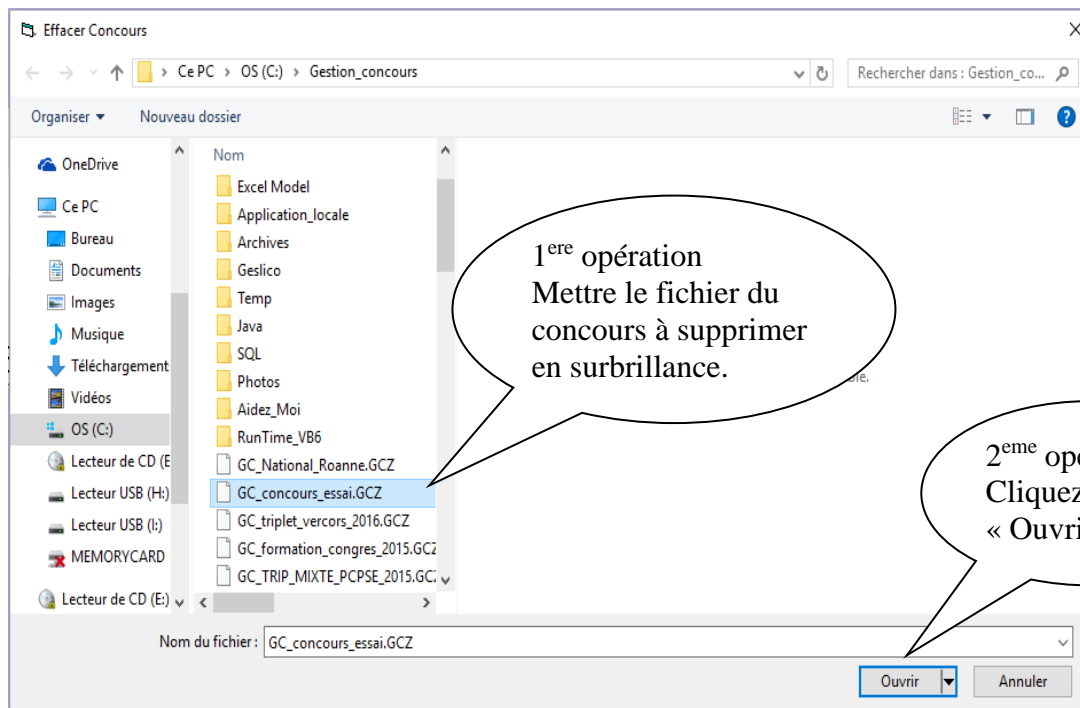 Effacer Concours
Ce PC > OS (C:) > Gestion_concours
Rechercher dans : Gestion_co...
Organiser
Nouveau dossier
OneDrive
Ce PC
Bureau
Documents
Images
Musique
Téléchargement
Vidéos
OS (C:)
Lecteur de CD (E
Lecteur USB (H:)
Lecteur USB (I:)
MEMORYCARD
Lecteur de CD (E:)
Nom
Excel Model
Application_locale
Archives
Geslico
Temp
Java
SQL
Photos
Aidez_Moi
RunTime_VB6
GC_National_Roanne.GCZ
GC_concours_essai.GCZ
GC_triplet_vercors_2016.GCZ
GC_formation_congres_2015.GCZ
GC_TRIP_MIXTE_PCPSE_2015.GCZ
1ere opération
Mettre le fichier du
concours à supprimer
en surbrillance.
2eme opé
Cliquez
« Ouvri
Nom du fichier :
GC_concours_essai.GCZ
Ouvrir
Annuler